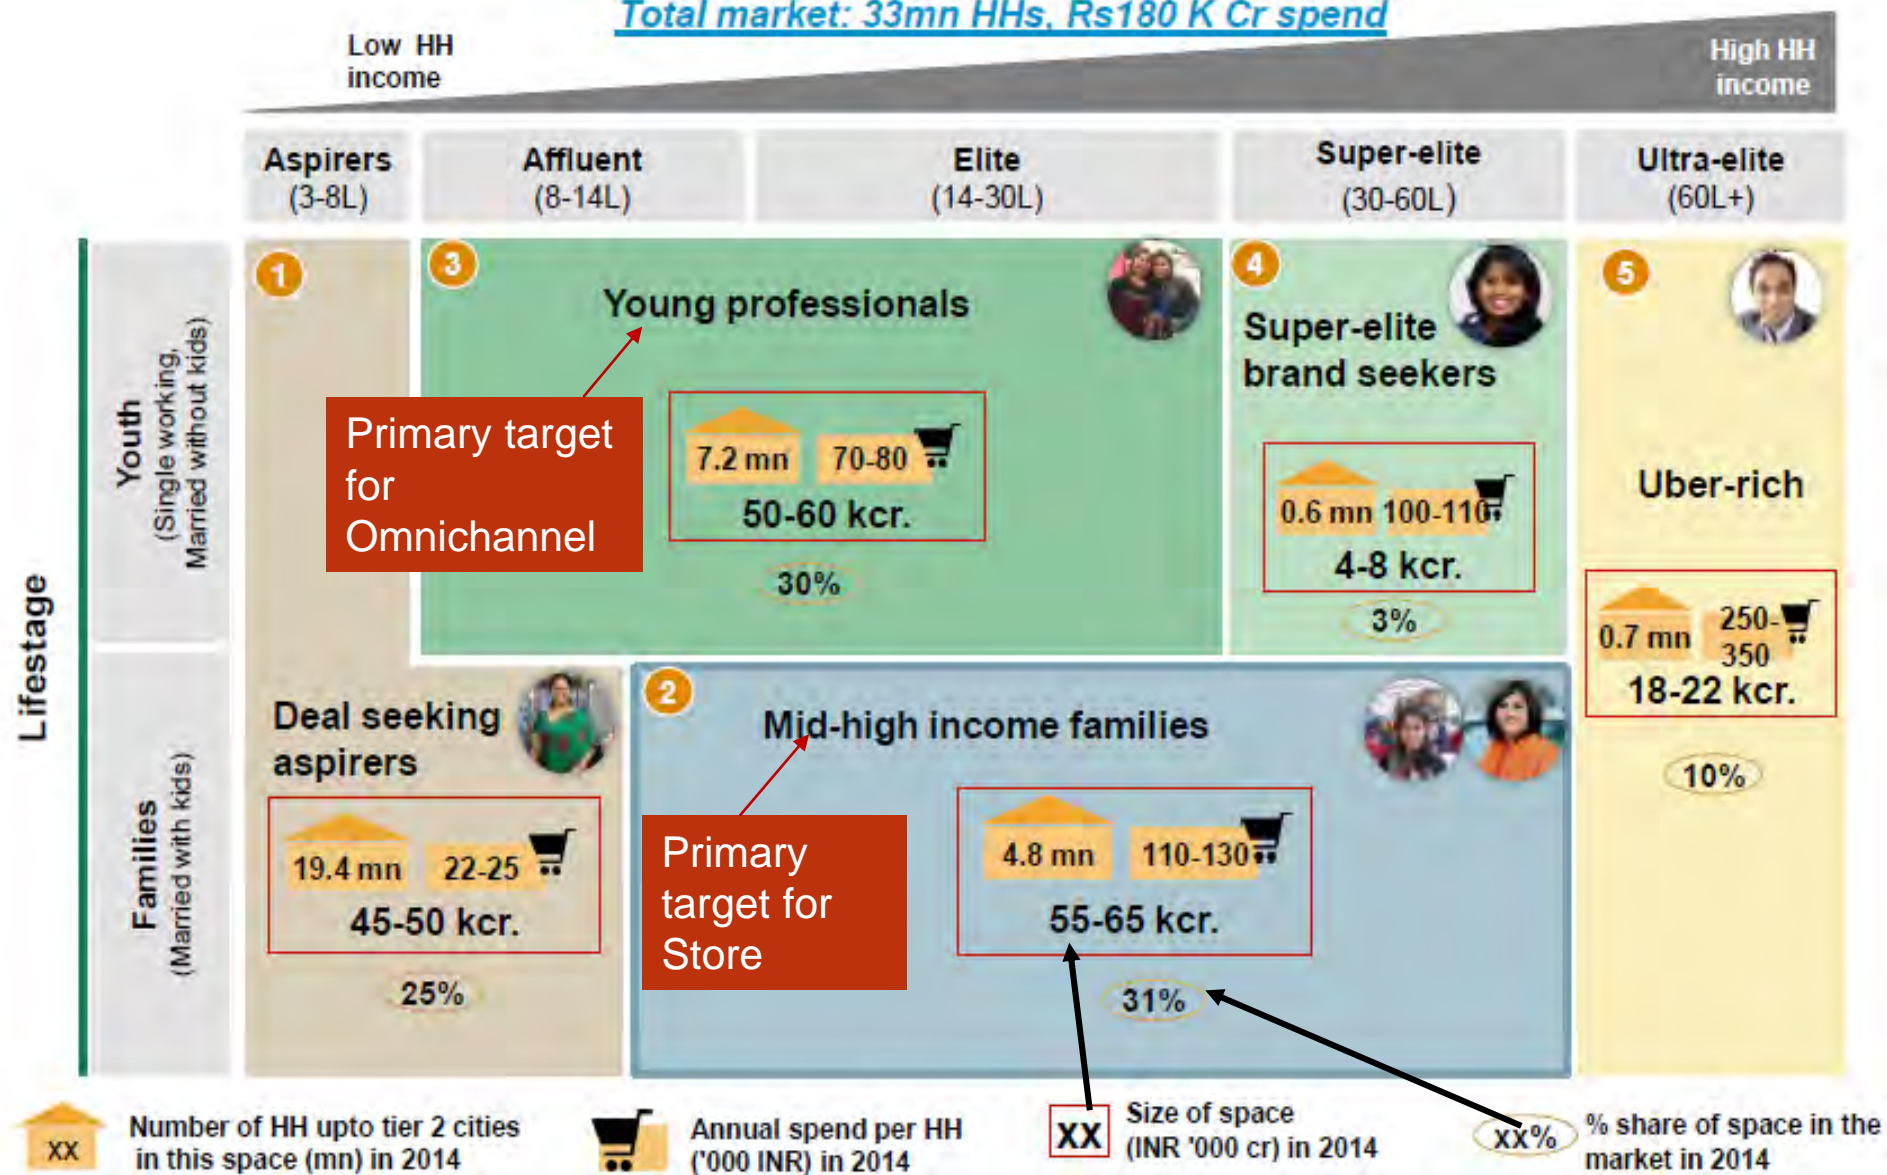 Total market: 33mn HHs, Rs180 K Cr spend
Low HH
income
High HH
income
Aspirers
(3-8L)
Affluent
(8-14L)
Elite
(14-30L)
Super-elite
(30-60L)
Ultra-elite
(60L+)
Lifestage
Youth
(Single working,
Married without kids)
1
3
Young professionals
Primary target
for
Omnichannel
7.2 mn
70-80
50-60 kcr.
30%
4
Super-elite
brand seekers
0.6 mn
100-110
4-8 kcr.
3%
5
Uber-rich
0.7 mn
250-
350
18-22 kcr.
10%
Families
(Married with kids)
Deal seeking
aspirers
19.4 mn
22-25
45-50 kcr.
25%
2
Mid-high income families
Primary
target for
Store
4.8 mn
110-130
55-65 kcr.
31%
XX
Number of HH upto tier 2 cities
in this space (mn) in 2014
Annual spend per HH
('000 INR) in 2014
XX
Size of space
(INR '000 cr) in 2014
xx%
% share of space in the
market in 2014